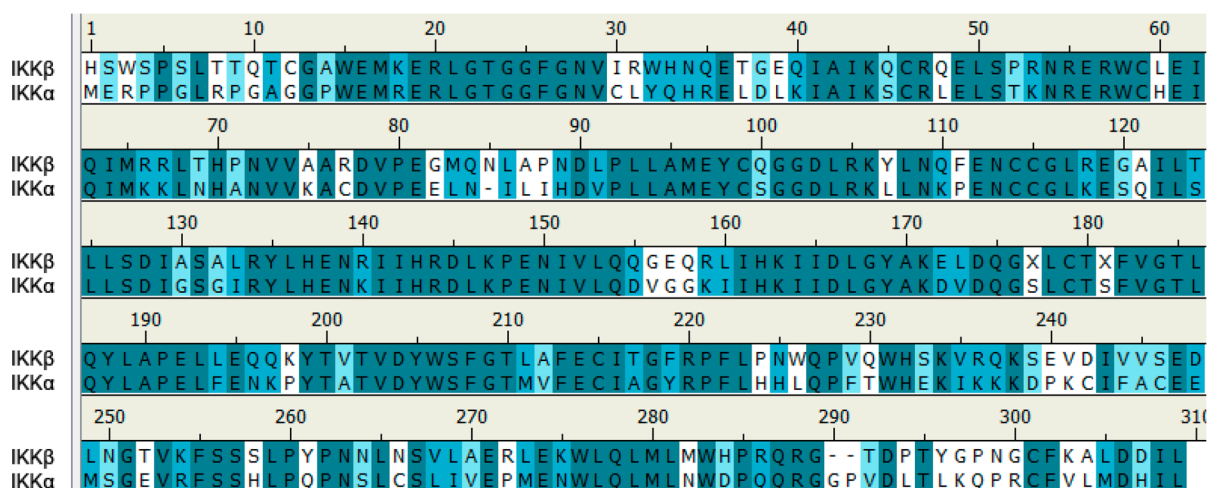 1 10 20 30 40 50 60
IKKβ HSWSPSLTTQTCGAWEMKERLGTGGFGNVIRWHNQETGEQIAIKQCRQELSPRNRERWCLEI
IKKα MERPPGLRPGAGGPWEMRERLGTGGFGNVCLYQHRELDLKIAIKSCRLELSTKNRERWCHEI
70 80 90 100 110 120
IKKβ QIMRRLTHPNVVAARDVPEGMQNLAPNDLPLLAMEYCQGGDLRKYLNQFENCCGLREGAILT
IKKα QIMKKLNHANVVKACDVPEELN-ILIHDVPLLAMEYCSGGDLRKLLNKPENCCGLKESQILS
130 140 150 160 170 180
IKKβ LLSDIASALRYLHENRIIHRDLKPENIVLQQGEQRLIHKIIDLGYAKELDQGXLCTXFVGTL
IKKα LLSDIGSGIRYLHENKIIHRDLKPENIVLQDVGGKIIHKIIDLGYAKDVDQGSLCTSFVGTL
190 200 210 220 230 240
IKKβ QYLAPELLEQQKYTVTVDYWSFGTLAFECITGFRPFLPNWQPVQWHSKVRQKSEVDIVVSED
IKKα QYLAPELFENKPYTATVDYWSFGTMVFECIAGYRPFLHHLQPFTWHEKIKKKDPKCIFACEE
250 260 270 280 290 300 310
IKKβ LNGTVKFSSSLPYPNNLNSVLAERLEKWLQLMLMWHPRQRG--TDPTYGPNGCFKALDDIL
IKKα MSGEVRFSSHLPQPNSLCSLIVEPMENWLQLMLNWDPQQRGGPVDLTLKQPRCFVLMDHIL